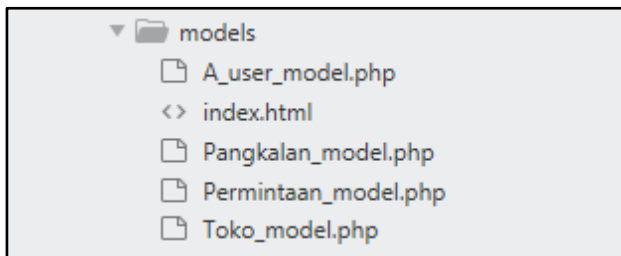 models
A_user_model.php
index.html
Pangkalan_model.php
Permintaan_model.php
Toko_model.php